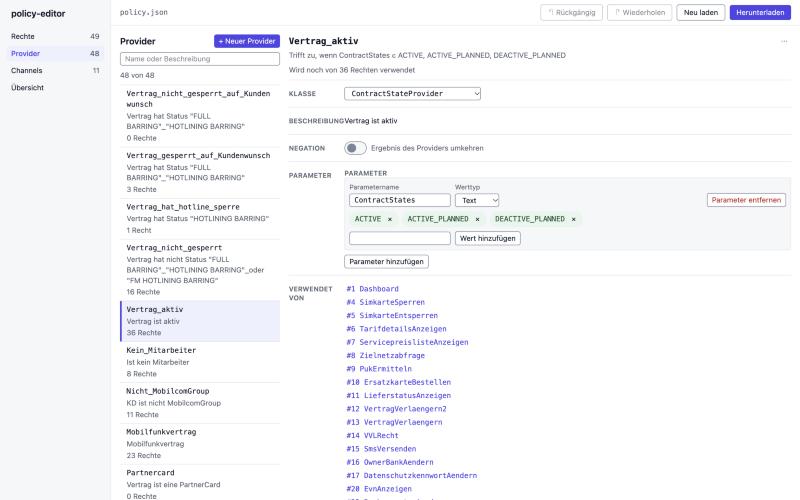 policy-editor
Rechte 49
Provider 48
Channels 11
Übersicht
policy.json
Rückgängig
Wiederholen
Neu laden
Herunterladen
Provider
+ Neuer Provider
Name oder Beschreibung
48 von 48
Vertrag_nicht_gesperrt_auf_Kunden
wunsch
Vertrag hat Status "FULL
BARRING"_"HOTLINING BARRING"
0 Rechte
Vertrag_gesperrt_auf_Kundenwunsch
Vertrag hat Status "FULL
BARRING"_"HOTLINING BARRING"
3 Rechte
Vertrag_hat_hotline_sperre
Vertrag hat Status "HOTLINING BARRING"
1 Recht
Vertrag_nicht_gesperrt
Vertrag hat nicht Status "FULL
BARRING"_"HOTLINING BARRING"_oder
"FM HOTLINING BARRING"
16 Rechte
Vertrag_aktiv
Vertrag ist aktiv
36 Rechte
Kein_Mitarbeiter
Ist kein Mitarbeiter
8 Rechte
Nicht_MobilcomGroup
KD ist nicht MobilcomGroup
11 Rechte
Mobilfunkvertrag
Mobilfunkvertrag
23 Rechte
Partnercard
Vertrag ist eine PartnerCard
0 Rechte
Vertrag_aktiv
...
Trifft zu, wenn ContractStates ∈ ACTIVE, ACTIVE_PLANNED, DEACTIVE_PLANNED
Wird noch von 36 Rechten verwendet
KLASSE
ContractStateProvider
BESCHREIBUNG Vertrag ist aktiv
NEGATION
Ergebnis des Providers umkehren
PARAMETER
PARAMETER
Parametername Werttyp
ContractStates Text
Parameter entfernen
ACTIVE × ACTIVE_PLANNED × DEACTIVE_PLANNED ×
Wert hinzufügen
Parameter hinzufügen
VERWENDET
VON
#1 Dashboard
#4 SimkarteSperren
#5 SimkarteEntsperren
#6 TarifdetailsAnzeigen
#7 ServicepreislisteAnzeigen
#8 Zielnetzabfrage
#9 PukErmitteln
#10 ErsatzkarteBestellen
#11 LieferstatusAnzeigen
#12 VertragVerlaengern2
#13 VertragVerlaengern
#14 VVLRecht
#15 SmsVersenden
#16 OwnerBankAendern
#17 DatenschutzkennwortAendern
#20 EvnAnzeigen